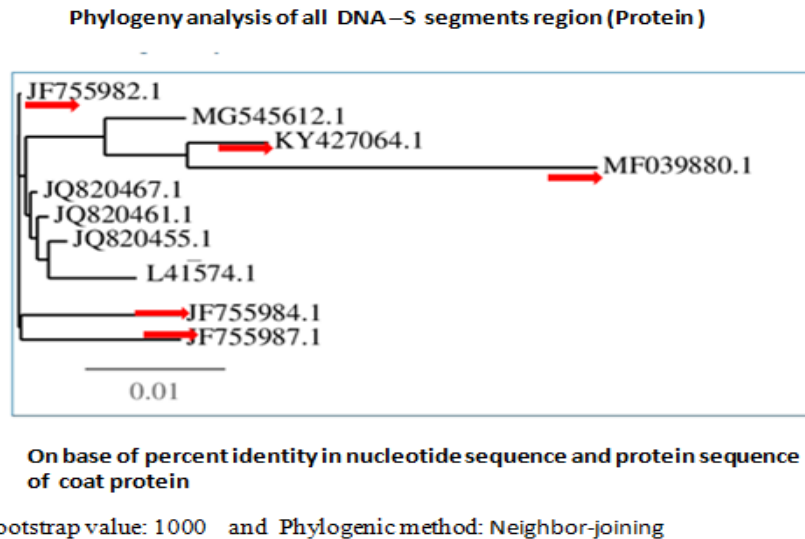 Phylogeny analysis of all DNA–S segments region (Protein )
JF755982.1
MG545612.1
KY427064.1
MF039880.1
JQ820467.1
JQ820461.1
JQ820455.1
L41574.1
JF755984.1
JF755987.1
0.01
On base of percent identity in nucleotide sequence and protein sequence
of coat protein
ootstrap value: 1000 and Phylogenic method: Neighbor-joining